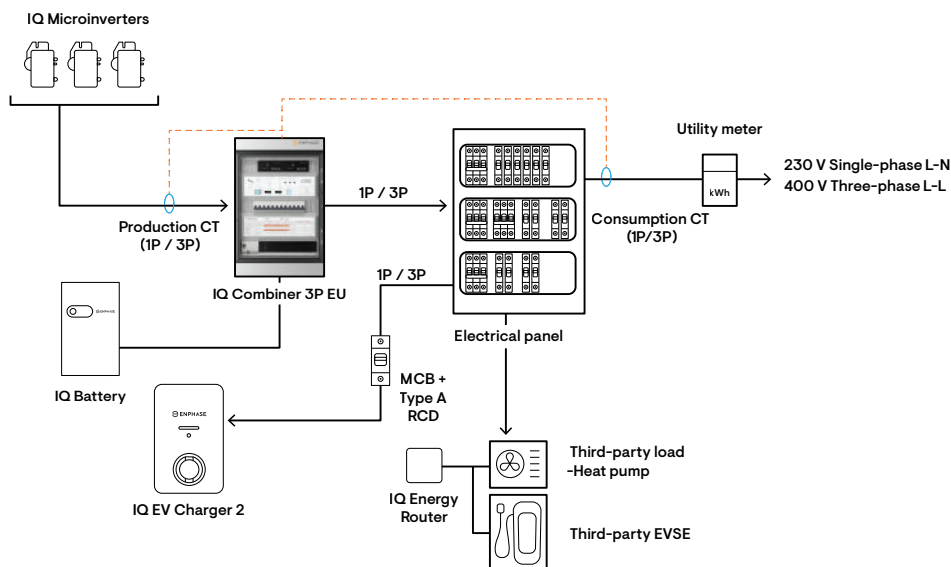 IQ Microinverters
ENPHASE
Utility meter
230 V Single-phase L-N
400 V Three-phase L-L
kWh
1P / 3P
Production CT
(1P / 3P)
Consumption CT
(1P/3P)
1P / 3P
IQ Combiner 3P EU
ENPHASE
Electrical panel
IQ Battery
MCB +
Type A
RCD
ENPHASE
IQ EV Charger 2
Third-party load
-Heat pump
IQ Energy
Router
Third-party EVSE